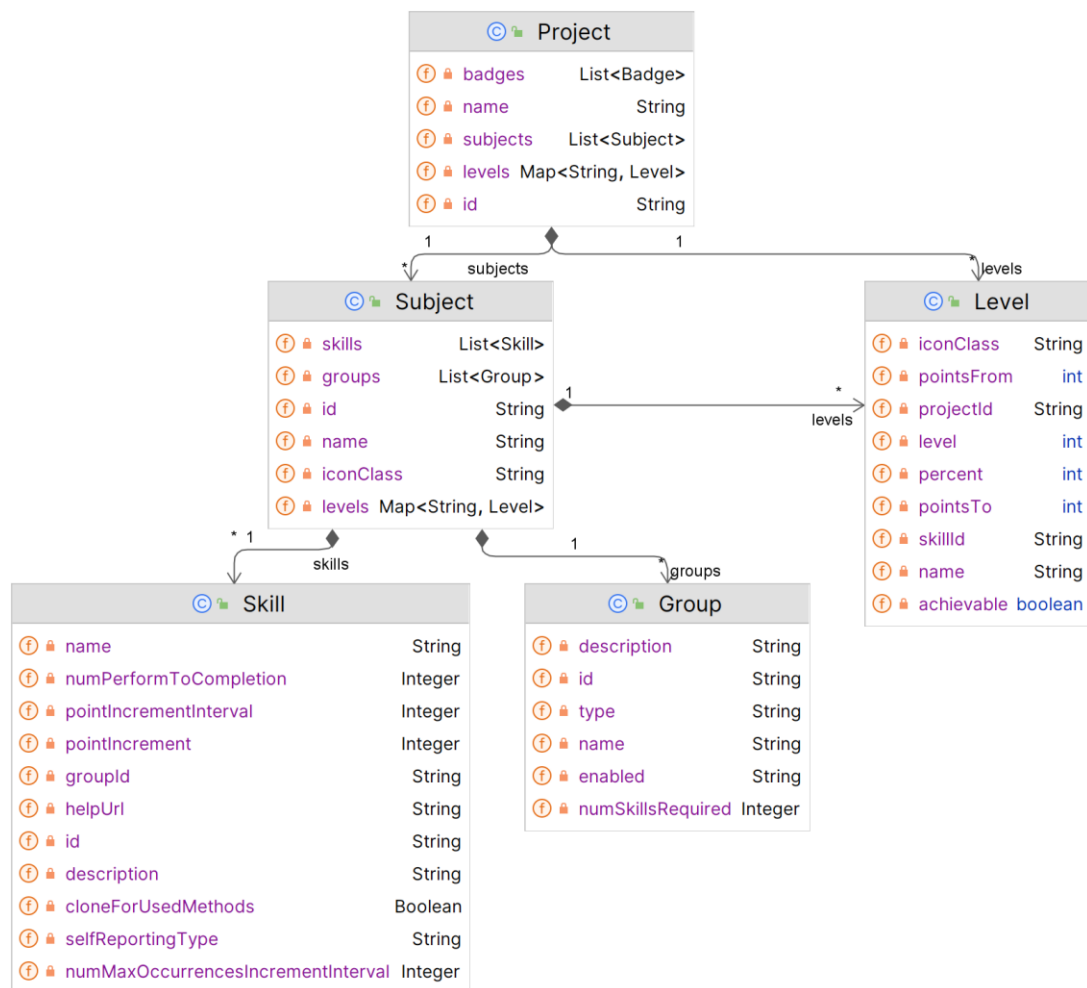 Project
badges List<Badge>
name String
subjects List<Subject>
levels Map<String, Level>
id String
1 1
* subjects * levels
Subject
skills List<Skill>
groups List<Group>
id String
name String
iconClass String
levels Map<String, Level>
1 *
levels
Level
iconClass String
pointsFrom int
projectId String
level int
percent int
pointsTo int
skillId String
name String
achievable boolean
* 1 1
skills * groups
Skill
name String
numPerformToCompletion Integer
pointIncrementInterval Integer
pointIncrement Integer
groupId String
helpUrl String
id String
description String
cloneForUsedMethods Boolean
selfReportingType String
numMaxOccurrencesIncrementInterval Integer
Group
description String
id String
type String
name String
enabled String
numSkillsRequired Integer